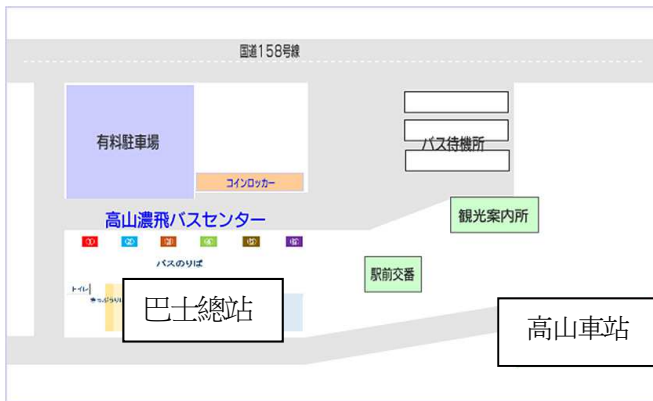 国道158号線
有料駐車場
バス待機所
コインロッカー
観光案内所
高山濃飛バスセンター
① ② ③ ④ ⑤ ⑥
バスのりば
駅前交番
トイレ
巴士總站
高山車站